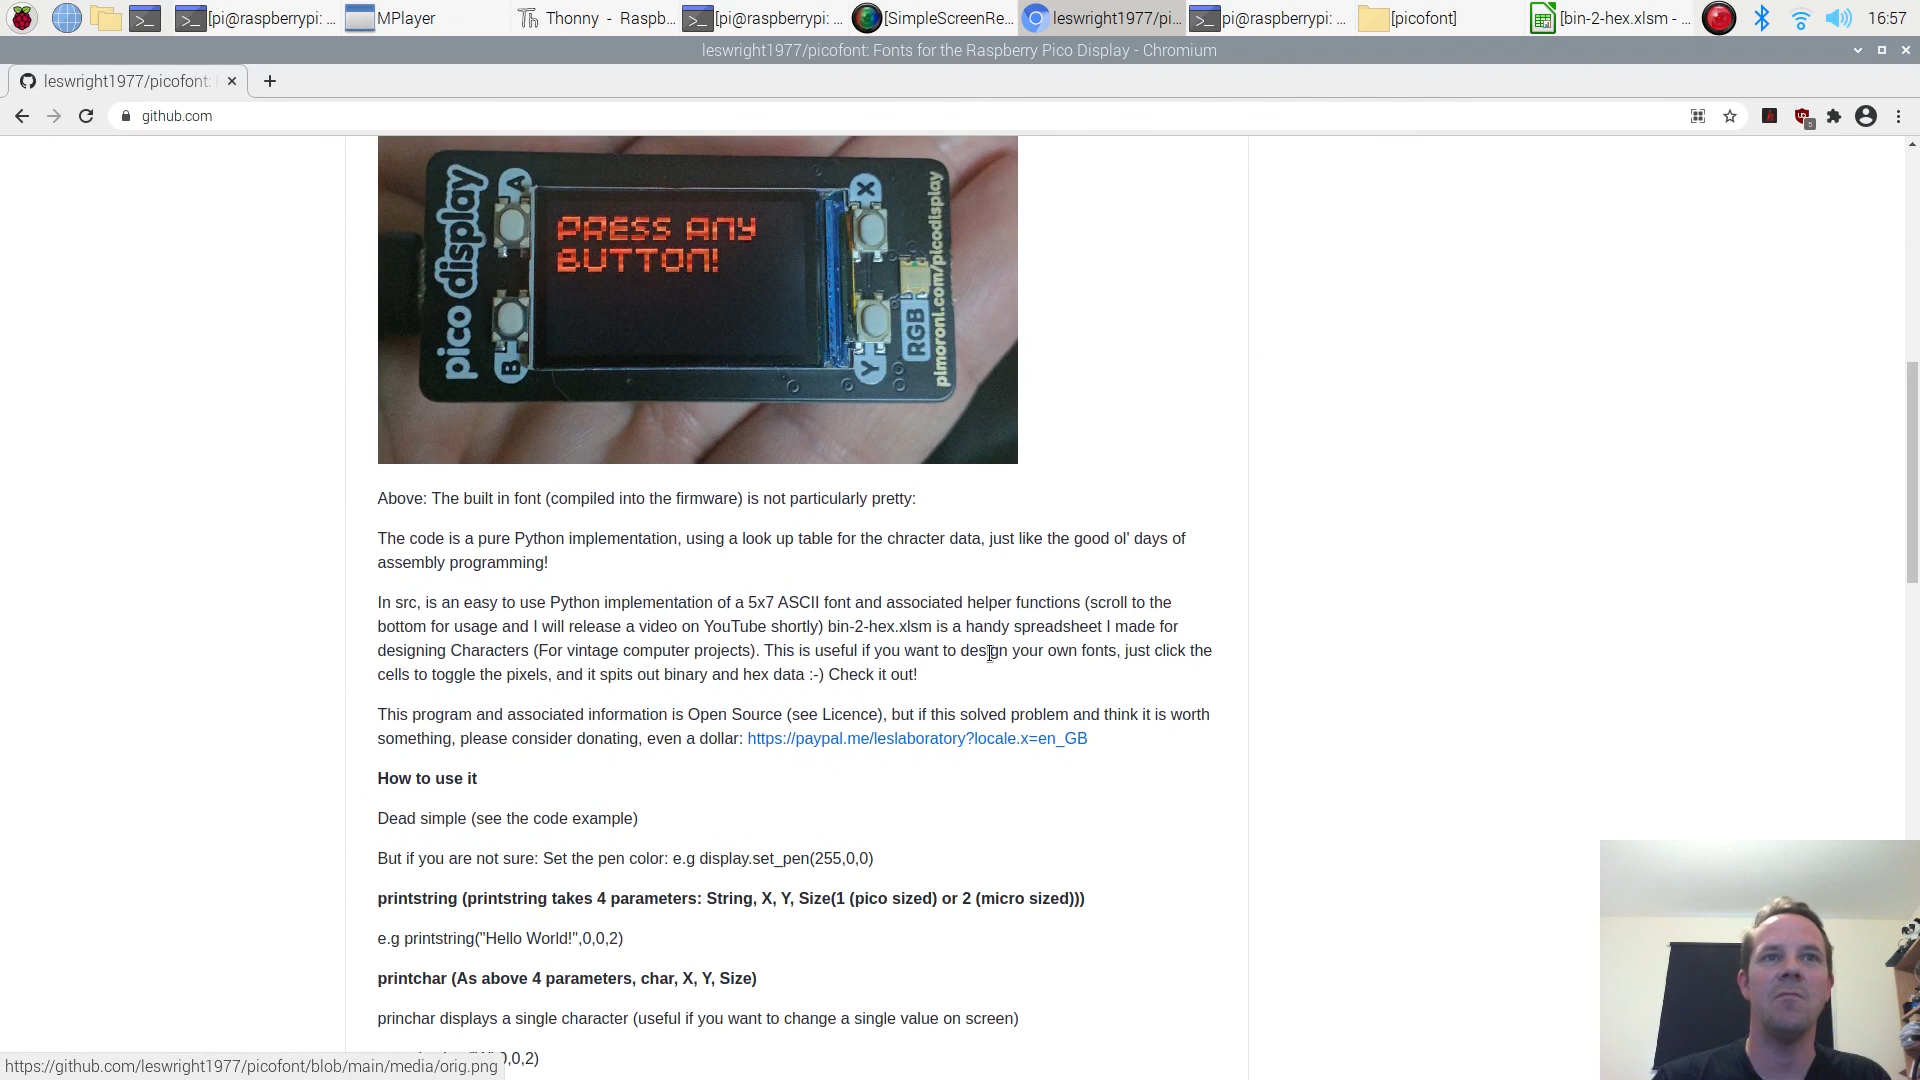 [pi@raspberrypi: ...
MPlayer
Thonny - Raspb...
[pi@raspberrypi: ...
[SimpleScreenRe...
leswright1977/pi...
pi@raspberrypi: ...
[picofont]
[bin-2-hex.xlsm - ...
16:57
leswright1977/picofont: Fonts for the Raspberry Pico Display - Chromium
leswright1977/picofont:
github.com
5
pico display
A
B
X
Y
RGB
pimoroni.com/picodisplay
PRESS ANY
BUTTON!
Above: The built in font (compiled into the firmware) is not particularly pretty:
The code is a pure Python implementation, using a look up table for the chracter data, just like the good ol' days of
assembly programming!
In src, is an easy to use Python implementation of a 5x7 ASCII font and associated helper functions (scroll to the
bottom for usage and I will release a video on YouTube shortly) bin-2-hex.xlsm is a handy spreadsheet I made for
designing Characters (For vintage computer projects). This is useful if you want to design your own fonts, just click the
cells to toggle the pixels, and it spits out binary and hex data :-) Check it out!
This program and associated information is Open Source (see Licence), but if this solved problem and think it is worth
something, please consider donating, even a dollar: https://paypal.me/leslaboratory?locale.x=en_GB
How to use it
Dead simple (see the code example)
But if you are not sure: Set the pen color: e.g display.set_pen(255,0,0)
printstring (printstring takes 4 parameters: String, X, Y, Size(1 (pico sized) or 2 (micro sized)))
e.g printstring("Hello World!",0,0,2)
printchar (As above 4 parameters, char, X, Y, Size)
princhar displays a single character (useful if you want to change a single value on screen)
,0,0,2)
https://github.com/leswright1977/picofont/blob/main/media/orig.png